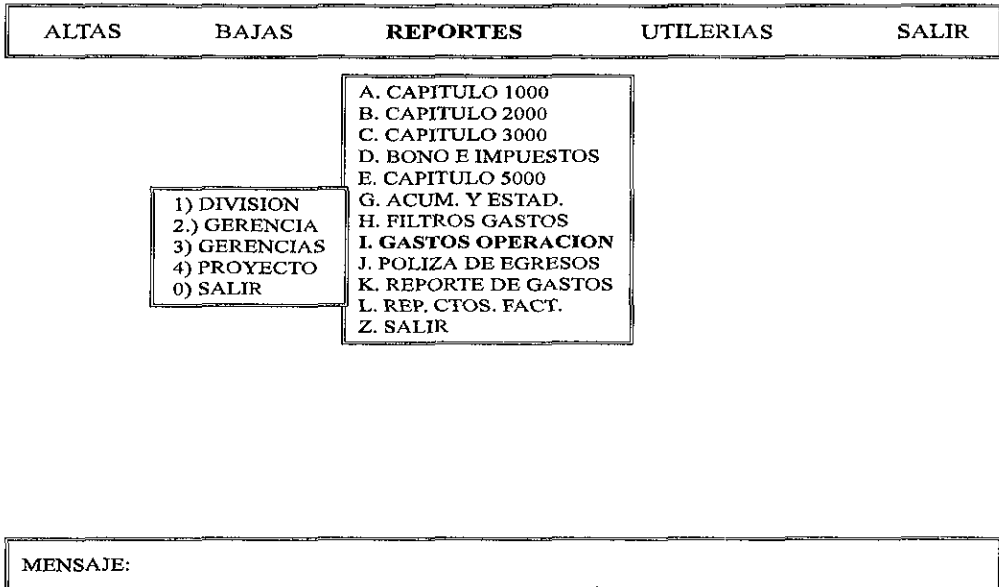 ALTAS BAJAS REPORTES UTILERIAS SALIR
A. CAPITULO 1000
B. CAPITULO 2000
C. CAPITULO 3000
D. BONO E IMPUESTOS
E. CAPITULO 5000
G. ACUM. Y ESTAD.
H. FILTROS GASTOS
I. GASTOS OPERACION
J. POLIZA DE EGRESOS
K. REPORTE DE GASTOS
L. REP. CTOS. FACT.
Z. SALIR
1) DIVISION
2.) GERENCIA
3) GERENCIAS
4) PROYECTO
0) SALIR
MENSAJE: